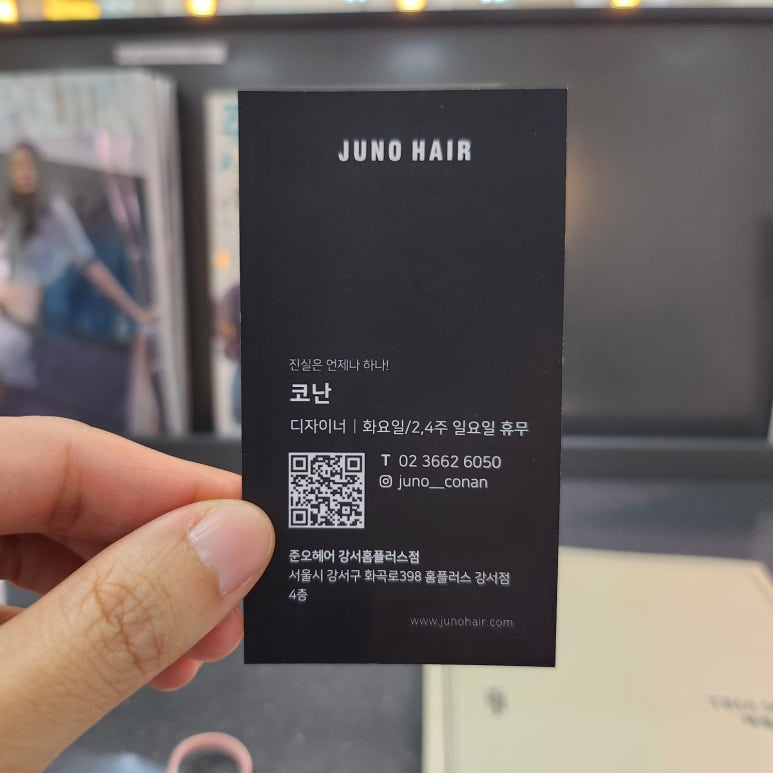 JUNO HAIR
진실은 언제나 하나!
코난
디자이너 | 화요일/2,4주 일요일 휴무
T 02 3662 6050
juno__conan
준오헤어 강서홈플러스점
서울시 강서구 화곡로398 홈플러스 강서점
4층
www.junohair.com